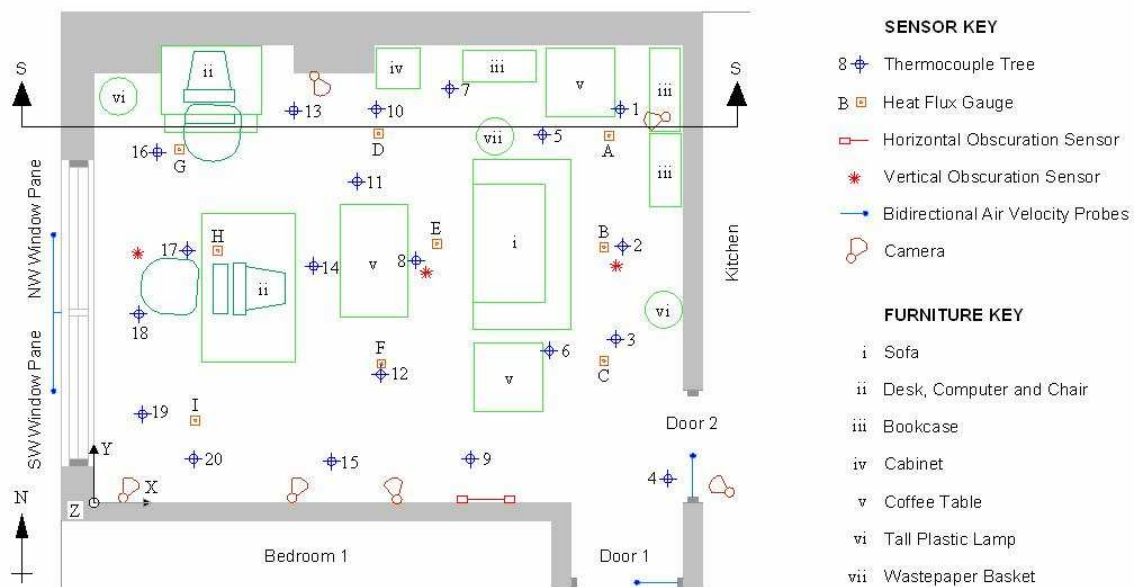 S
S
ii
iv
iii
v
iii
vi
7
13
10
1
vii
5
16
G
D
A
iii
11
H
E
B
17
8
2
i
14
v
ii
18
vi
3
F
6
C
12
v
I
19
20
15
9
4
Y
X
Z
N
NW Window Pane
SW Window Pane
Kitchen
Door 2
Bedroom 1
Door 1
SENSOR KEY
8 Thermocouple Tree
B Heat Flux Gauge
Horizontal Obscuration Sensor
Vertical Obscuration Sensor
Bidirectional Air Velocity Probes
Camera
FURNITURE KEY
i Sofa
ii Desk, Computer and Chair
iii Bookcase
iv Cabinet
v Coffee Table
vi Tall Plastic Lamp
vii Wastepaper Basket